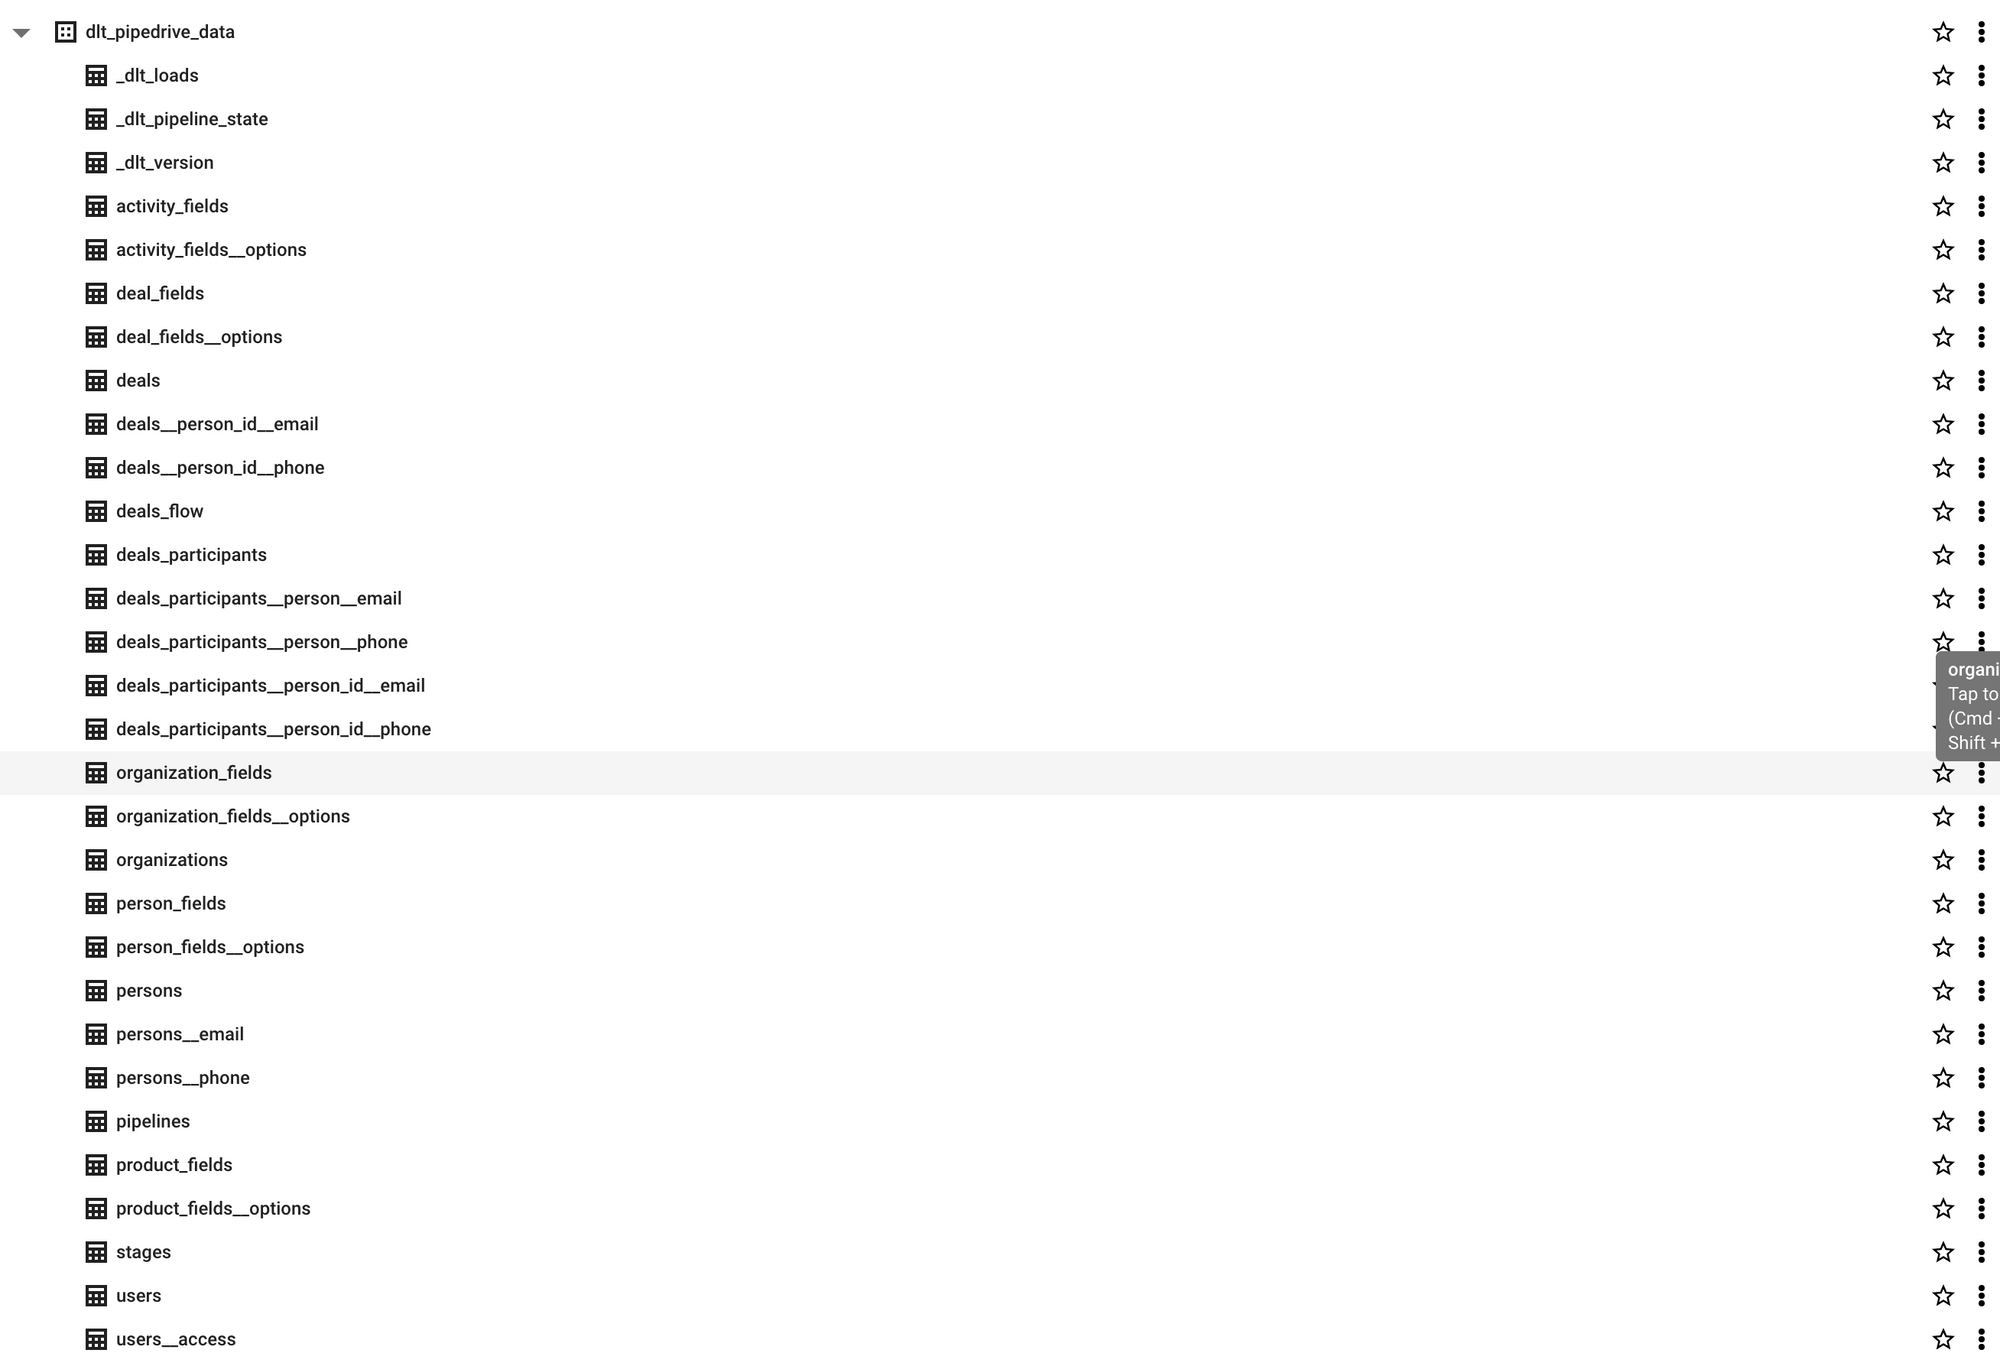 dlt_pipedrive_data
_dlt_loads
_dlt_pipeline_state
_dlt_version
activity_fields
activity_fields__options
deal_fields
deal_fields__options
deals
deals__person_id__email
deals__person_id__phone
deals_flow
deals_participants
deals_participants__person__email
deals_participants__person__phone
deals_participants__person_id__email
deals_participants__person_id__phone
organi
Tap to
(Cmd
Shift +
organization_fields
organization_fields__options
organizations
person_fields
person_fields__options
persons
persons__email
persons__phone
pipelines
product_fields
product_fields__options
stages
users
users__access